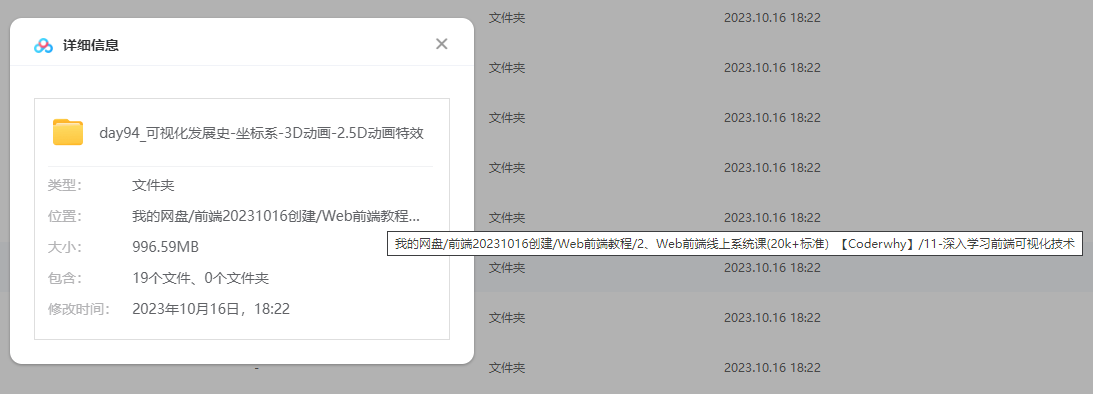 文件夹 2023.10.16 18:22
详细信息
文件夹 2023.10.16 18:22
文件夹 2023.10.16 18:22
day94_可视化发展史-坐标系-3D动画-2.5D动画特效
文件夹 2023.10.16 18:22
类型： 文件夹
位置： 我的网盘/前端20231016创建/Web前端教程...
文件夹 2023.10.16 18:22
我的网盘/前端20231016创建/Web前端教程/2、Web前端线上系统课(20k+标准) 【Coderwhy】/11-深入学习前端可视化技术
大小： 996.59MB
文件夹 2023.10.16 18:22
包含： 19个文件、0个文件夹
修改时间： 2023年10月16日，18:22
文件夹 2023.10.16 18:22
- 文件夹 2023.10.16 18:22